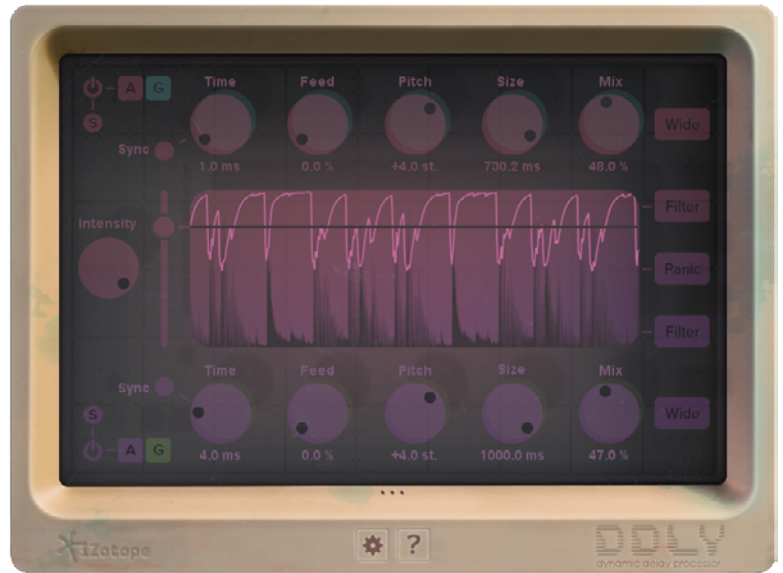 A G Time Feed Pitch Size Mix
S
Wide
Sync
1.0 ms 0.0 % +4.0 st. 730.2 ms 48.0 %
Filter
Intensity
Panic
Filter
Time Feed Pitch Size Mix
Sync
S
Wide
A G
4.0 ms 0.0 % +4.0 st. 1000.0 ms 47.0 %
iZotope
?
DDLY
dynamic delay processor